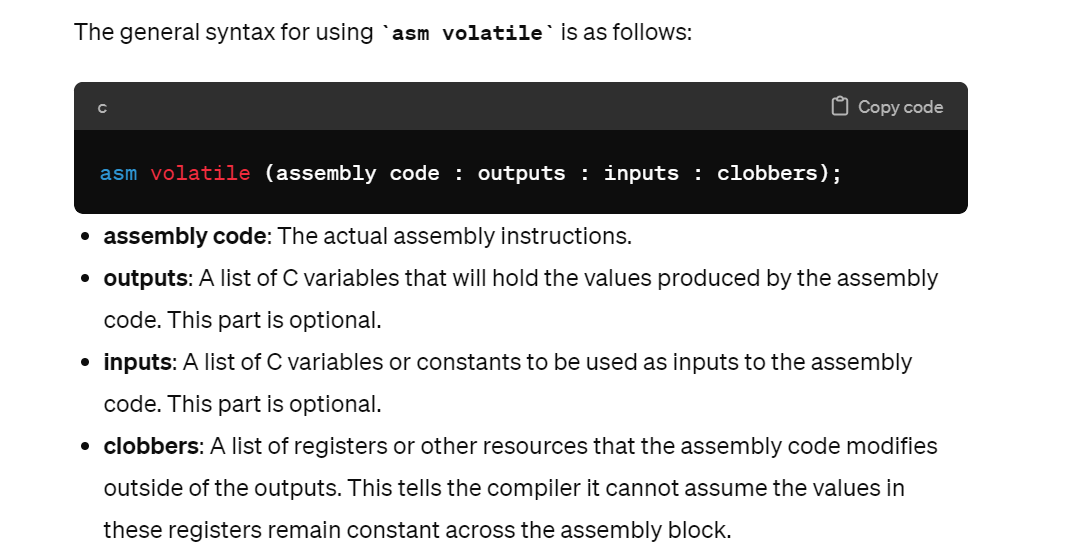 The general syntax for using `asm volatile` is as follows:
c
Copy code
asm volatile (assembly code : outputs : inputs : clobbers);
• assembly code: The actual assembly instructions.
• outputs: A list of C variables that will hold the values produced by the assembly
code. This part is optional.
• inputs: A list of C variables or constants to be used as inputs to the assembly
code. This part is optional.
• clobbers: A list of registers or other resources that the assembly code modifies
outside of the outputs. This tells the compiler it cannot assume the values in
these registers remain constant across the assembly block.